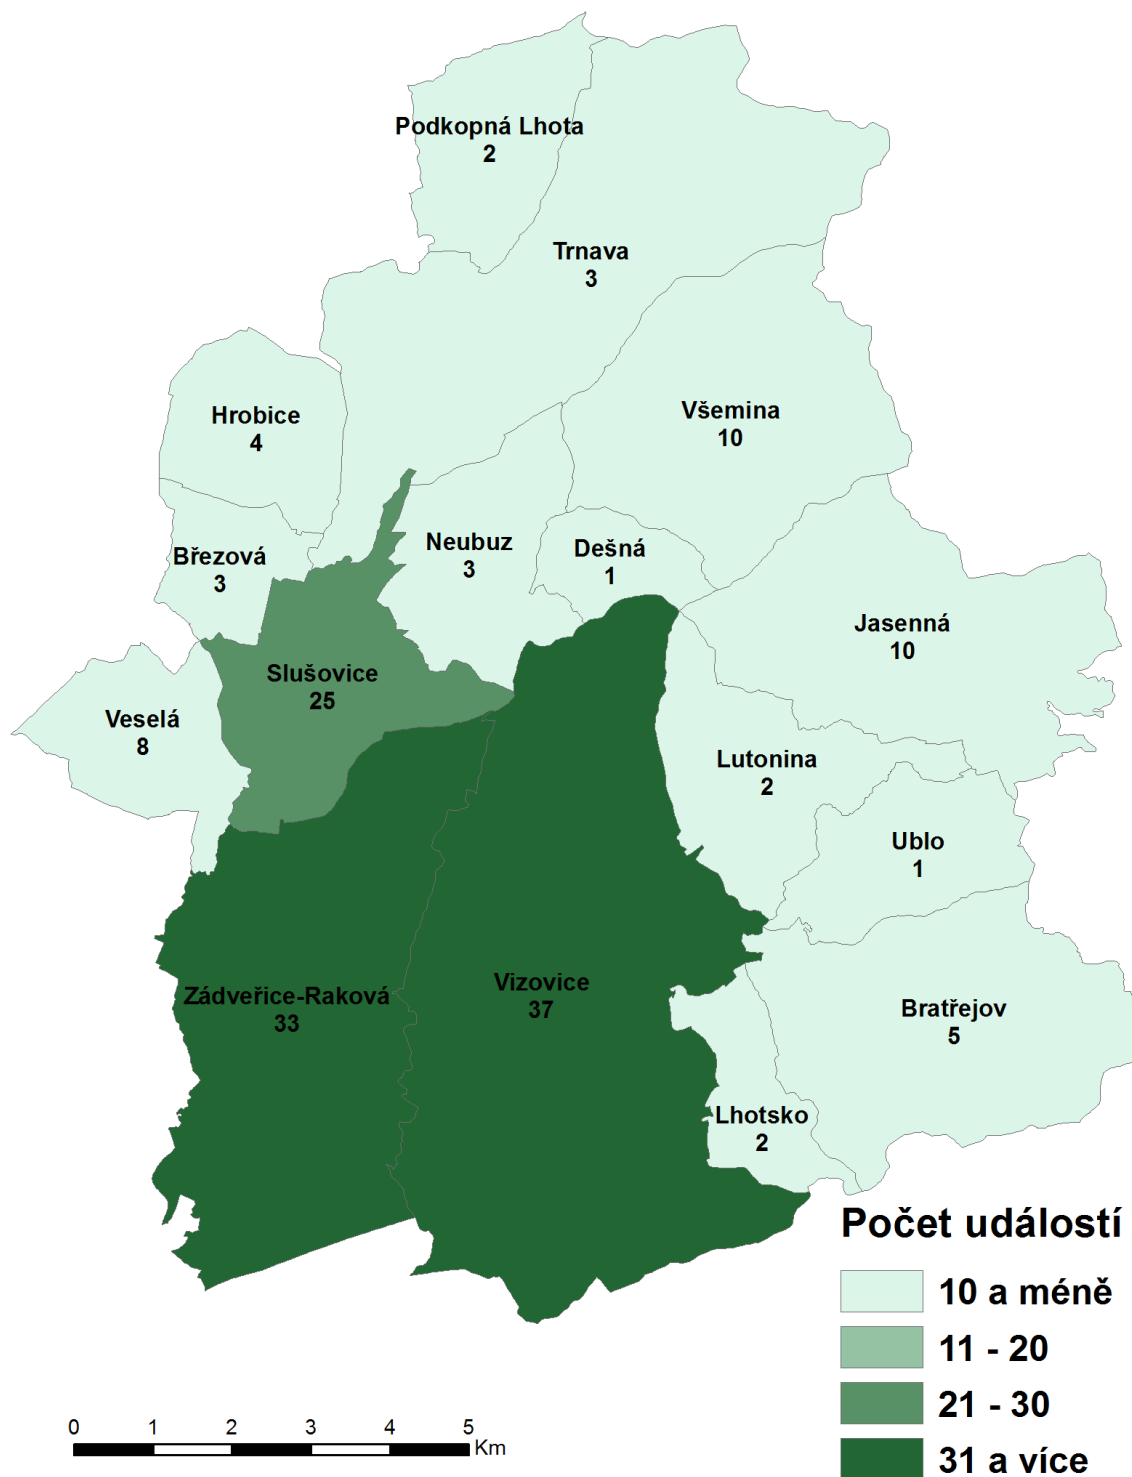 Podkopná Lhota
2
Trnava
3
Hrobice
4
Všemina
10
Březová
3
Neubuz
3
Dešná
1
Jasenná
10
Slušovice
25
Veselá
8
Lutonina
2
Ublo
1
Zádveřice-Raková
33
Vizovice
37
Bratřejov
5
Lhotsko
2
Počet událostí
10 a méně
11 - 20
21 - 30
31 a více
0 1 2 3 4 5
Km